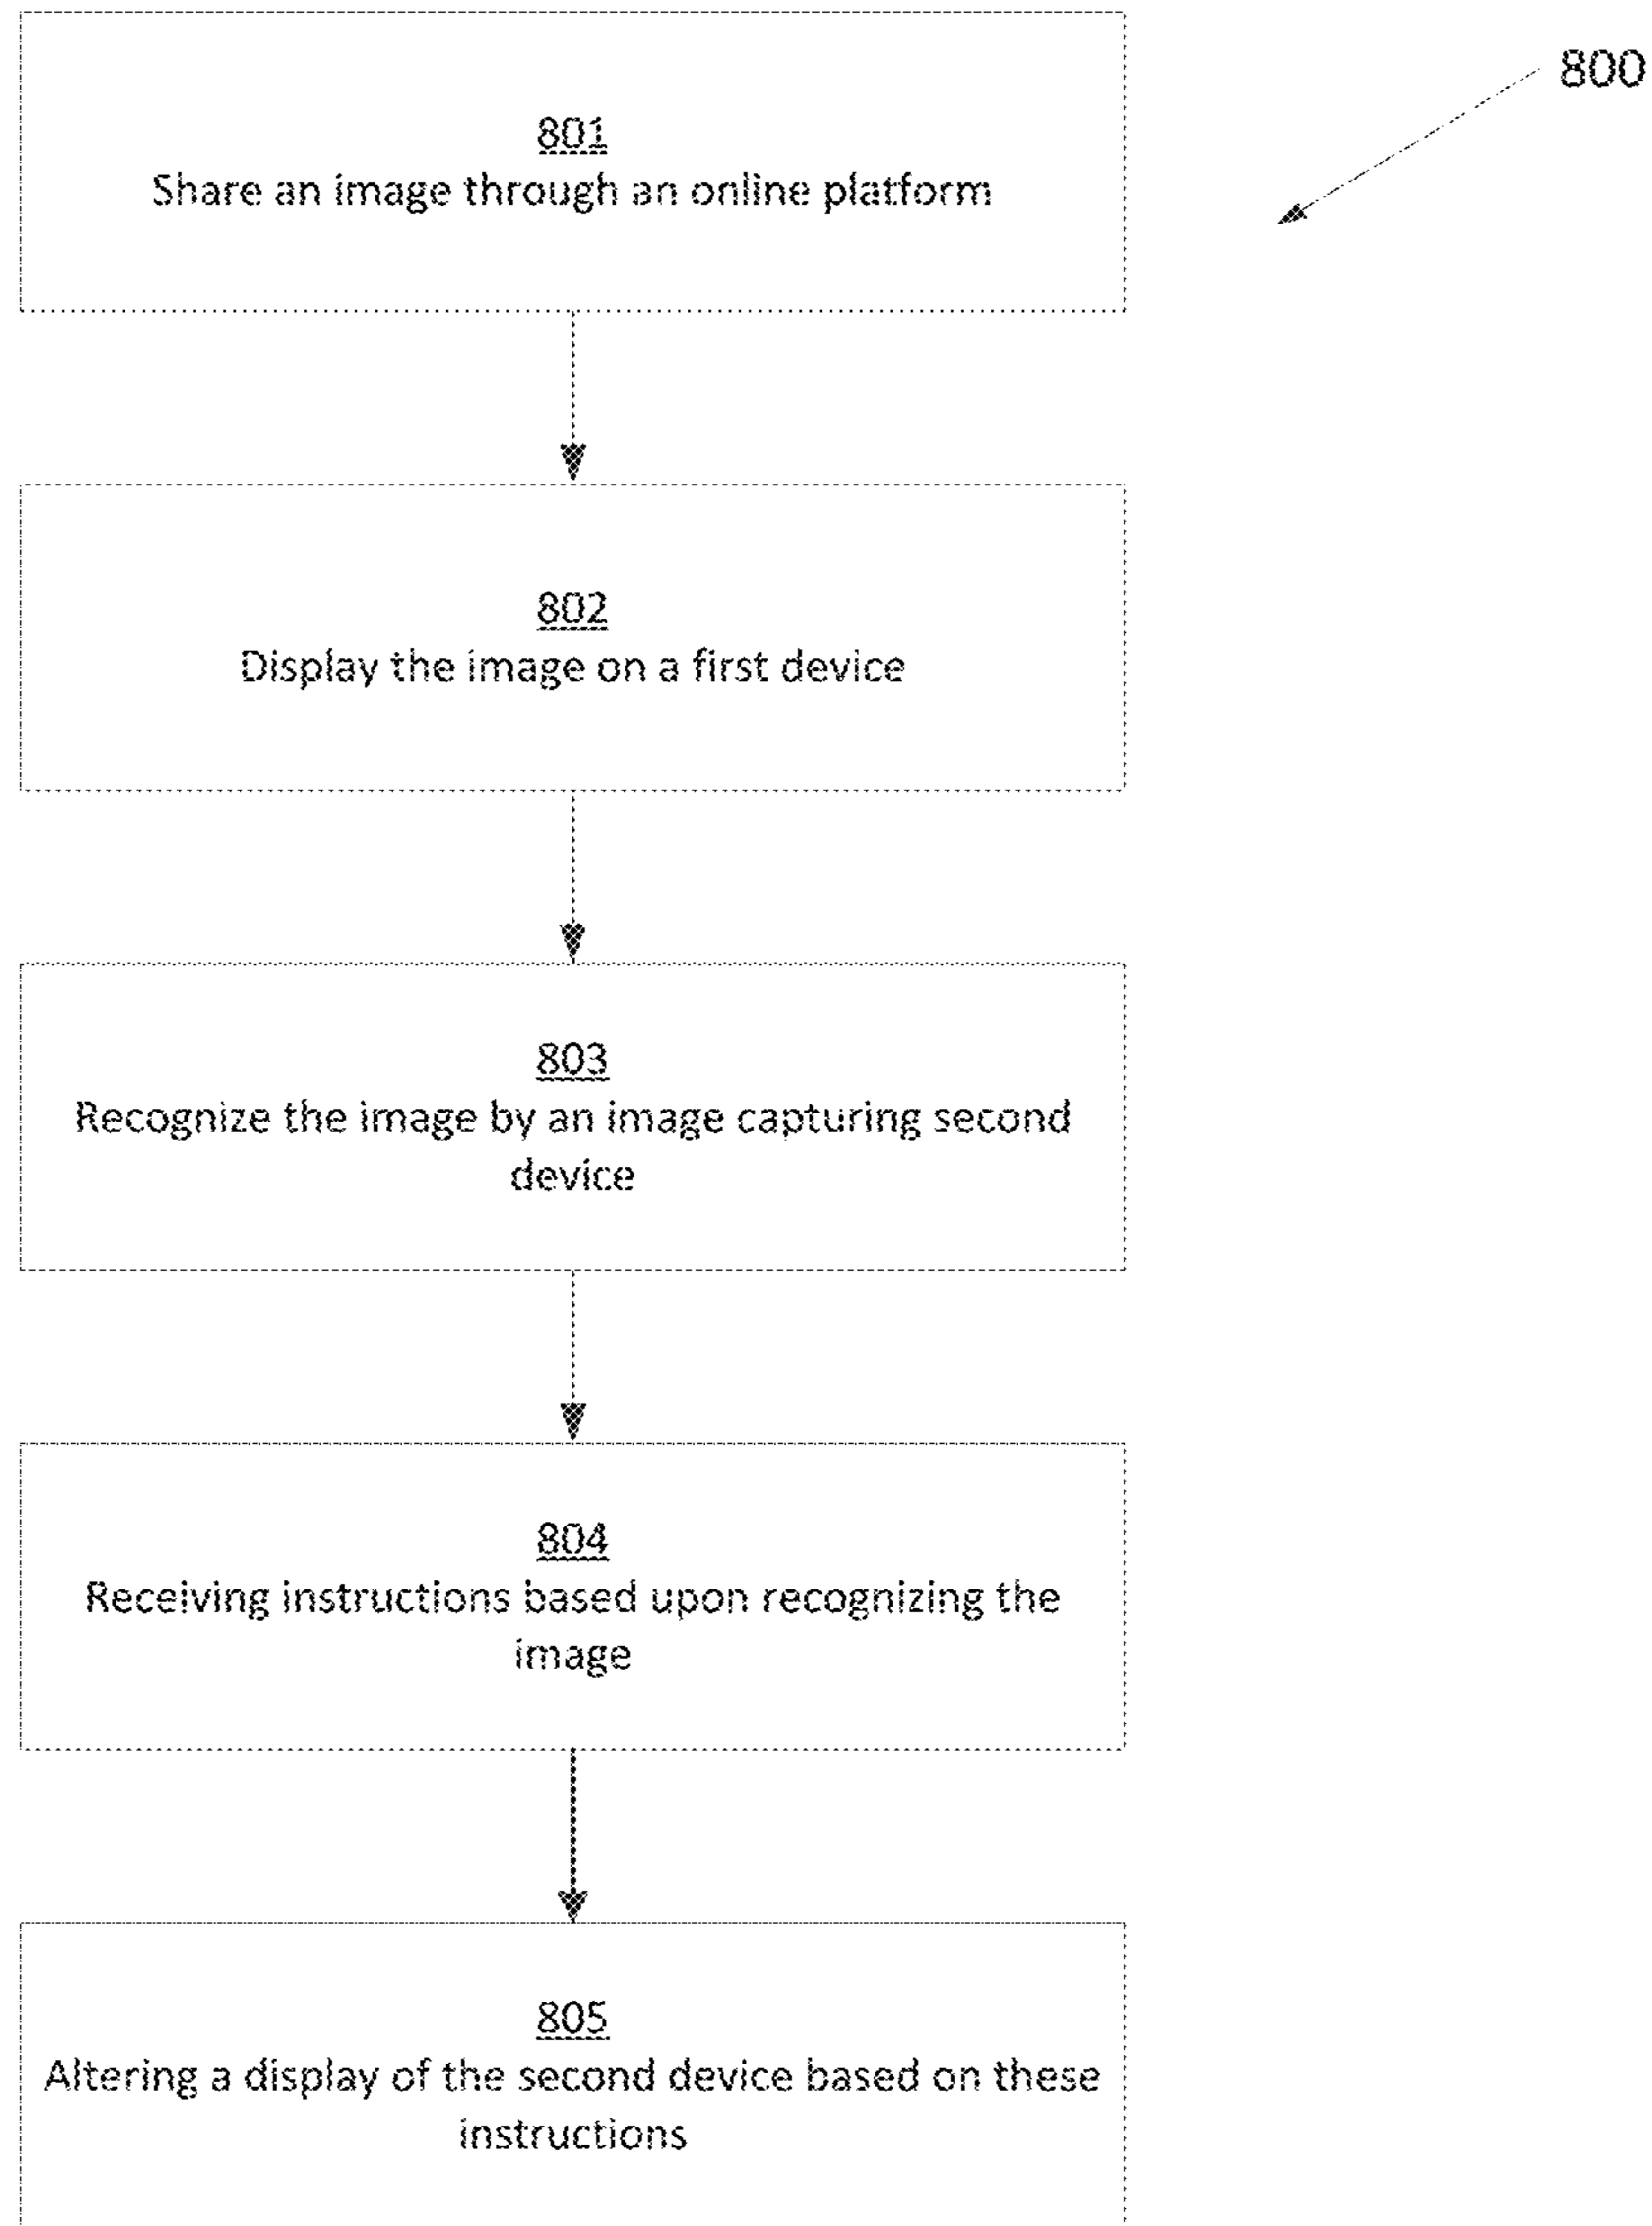 800
801
Share an image through an online platform
802
Display the image on a first device
803
Recognize the image by an image capturing second
device
804
Receiving instructions based upon recognizing the
image
805
Altering a display of the second device based on these
instructions